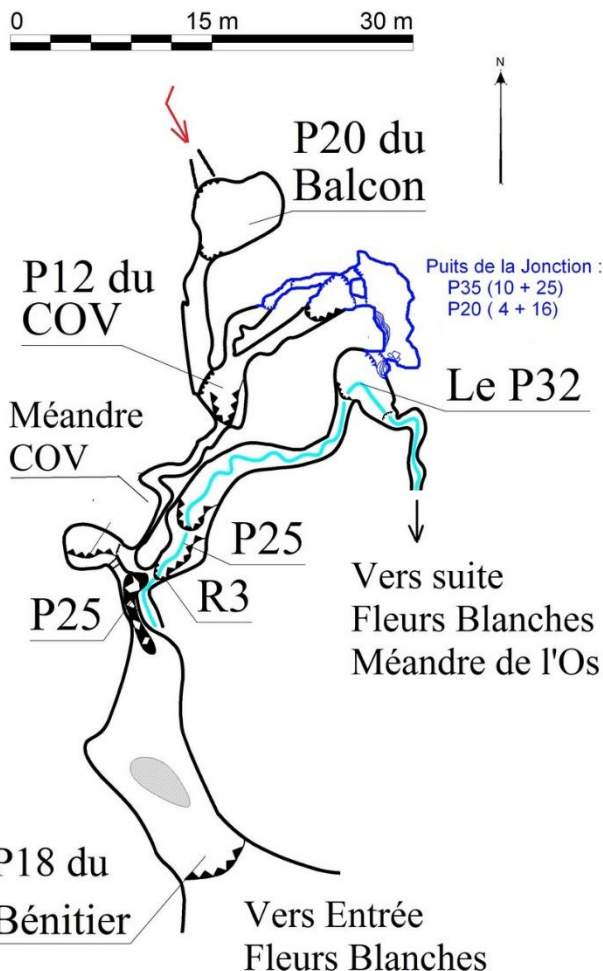 0 15 m 30 m
N
P20 du
Balcon
P12 du
COV
Puits de la Jonction :
P35 (10 + 25)
P20 ( 4 + 16)
Le P32
Méandre
COV
P25
R3
P25
Vers suite
Fleurs Blanches
Méandre de l'Os
P18 du
Bénitier
Vers Entrée
Fleurs Blanches